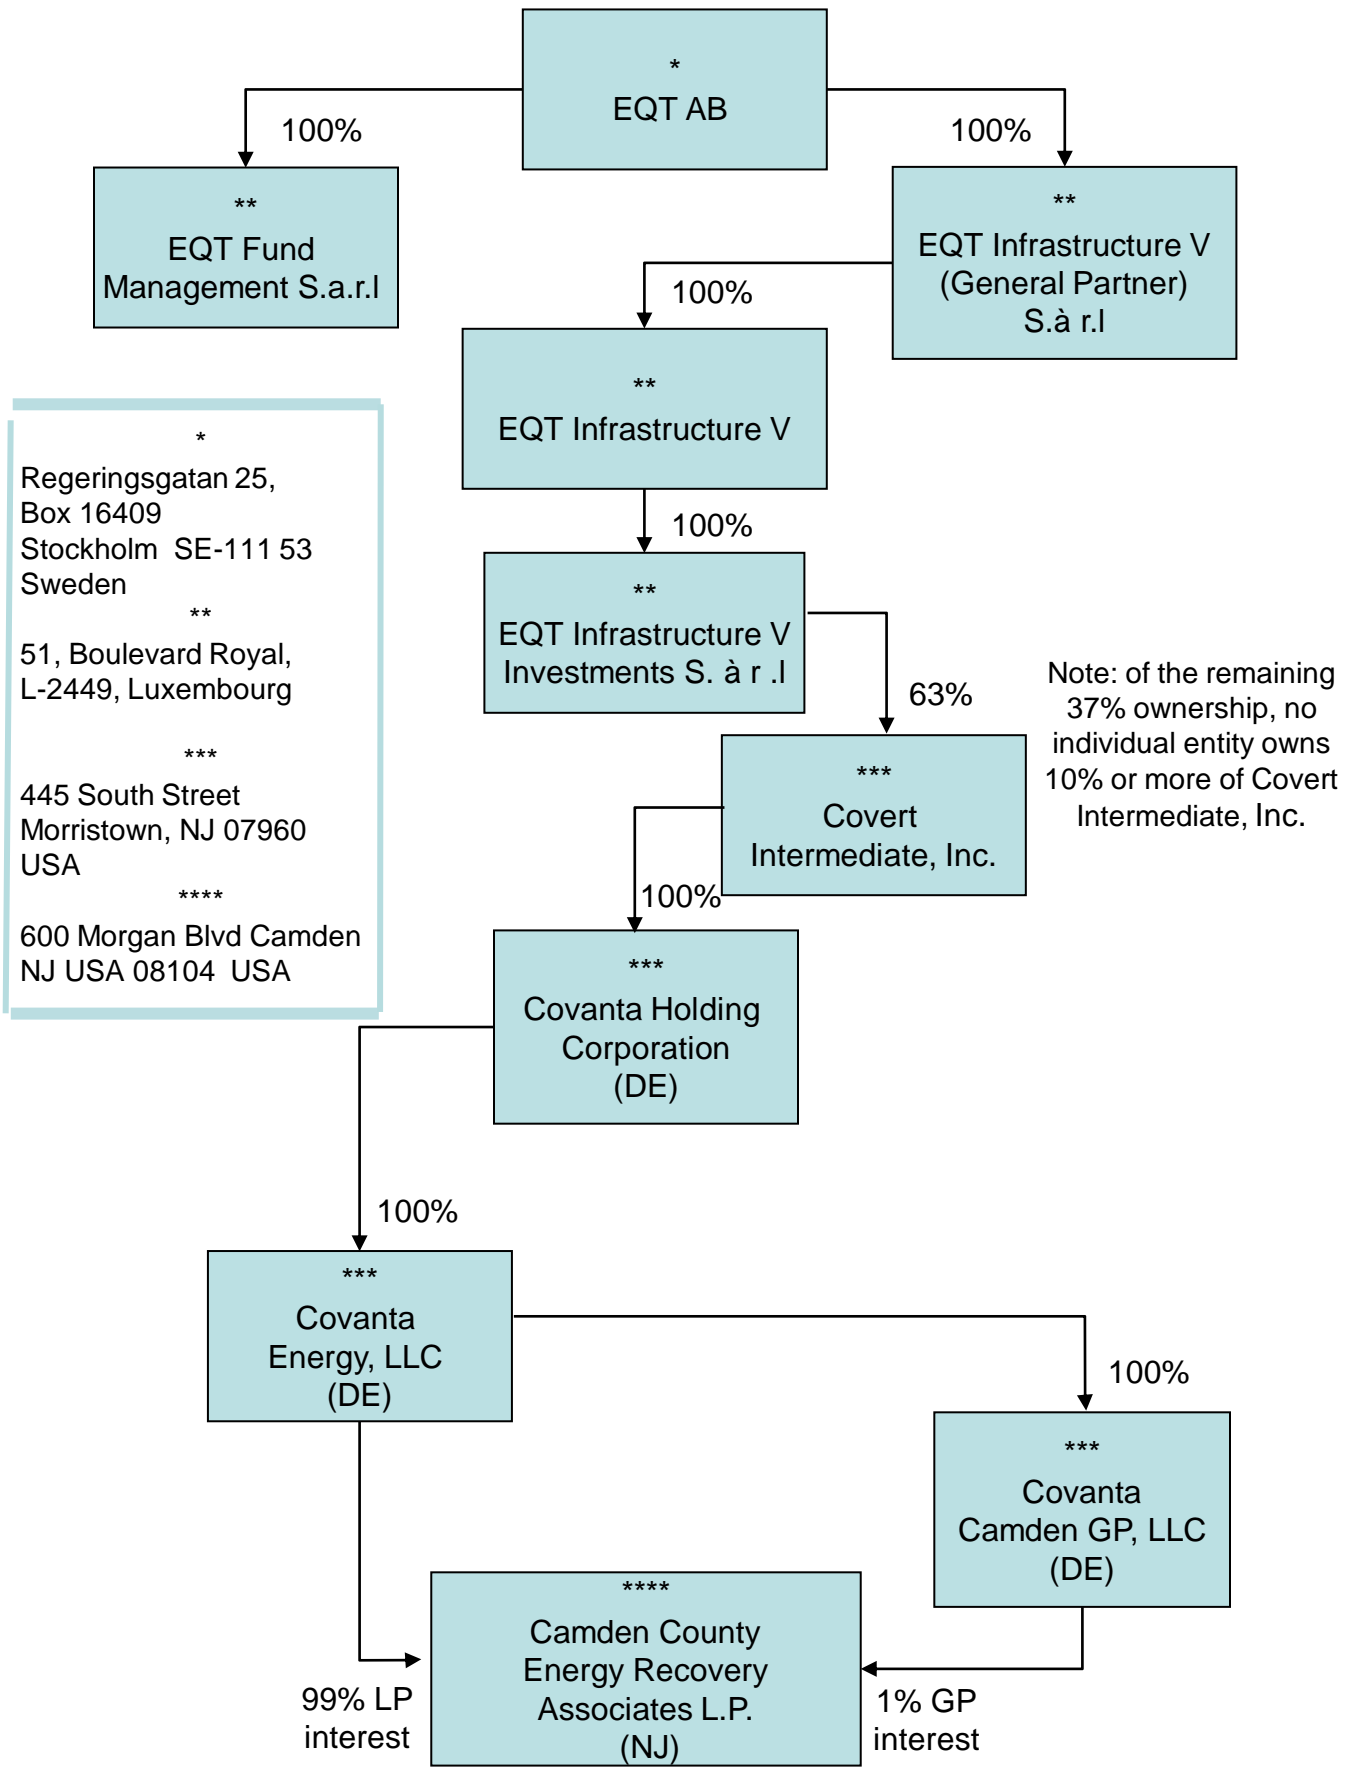 *
EQT AB
100%
100%
**
EQT Fund
Management S.a.r.l
**
EQT Infrastructure V
(General Partner)
S.à r.l
100%
**
EQT Infrastructure V
100%
**
EQT Infrastructure V
Investments S. à r .l
63%
Note: of the remaining
37% ownership, no
individual entity owns
10% or more of Covert
Intermediate, Inc.
*
Regeringsgatan 25,
Box 16409
Stockholm  SE-111 53
Sweden
**
51, Boulevard Royal,
L-2449, Luxembourg
***
445 South Street
Morristown, NJ 07960
USA
****
600 Morgan Blvd Camden
NJ USA 08104  USA
***
Covert
Intermediate, Inc.
100%
***
Covanta Holding
Corporation
(DE)
100%
***
Covanta
Energy, LLC
(DE)
100%
***
Covanta
Camden GP, LLC
(DE)
****
Camden County
Energy Recovery
Associates L.P.
(NJ)
99% LP
interest
1% GP
interest